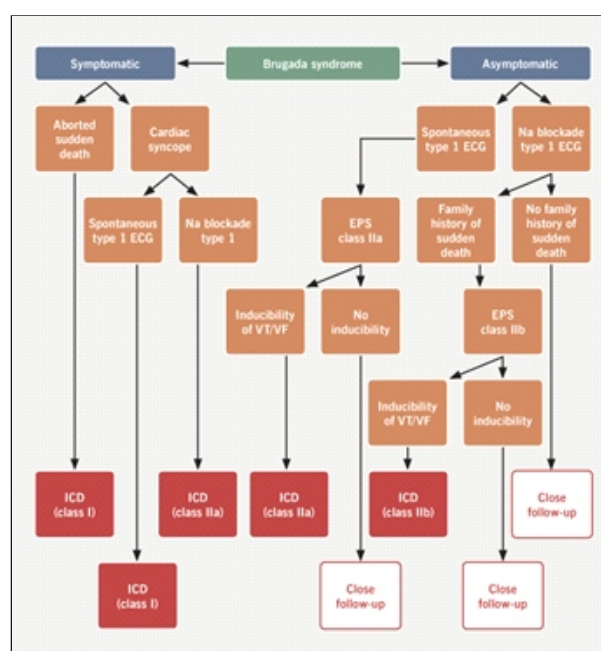 Symptomatic
Brugada syndrome
Asymptomatic
Aborted
sudden
death
Cardiac
syncope
Spontaneous
type 1 ECG
Na blockade
type 1 ECG
Spontaneous
type 1 ECG
Na blockade
type 1
EPS
class IIa
Family
history of
sudden
death
No family
history of
sudden
death
Inducibility
of VT/VF
No
inducibility
EPS
class IIb
Inducibility
of VT/VF
No
inducibility
ICD
(class I)
ICD
(class IIa)
ICD
(class IIa)
ICD
(class IIb)
Close
follow-up
ICD
(class I)
Close
follow-up
Close
follow-up